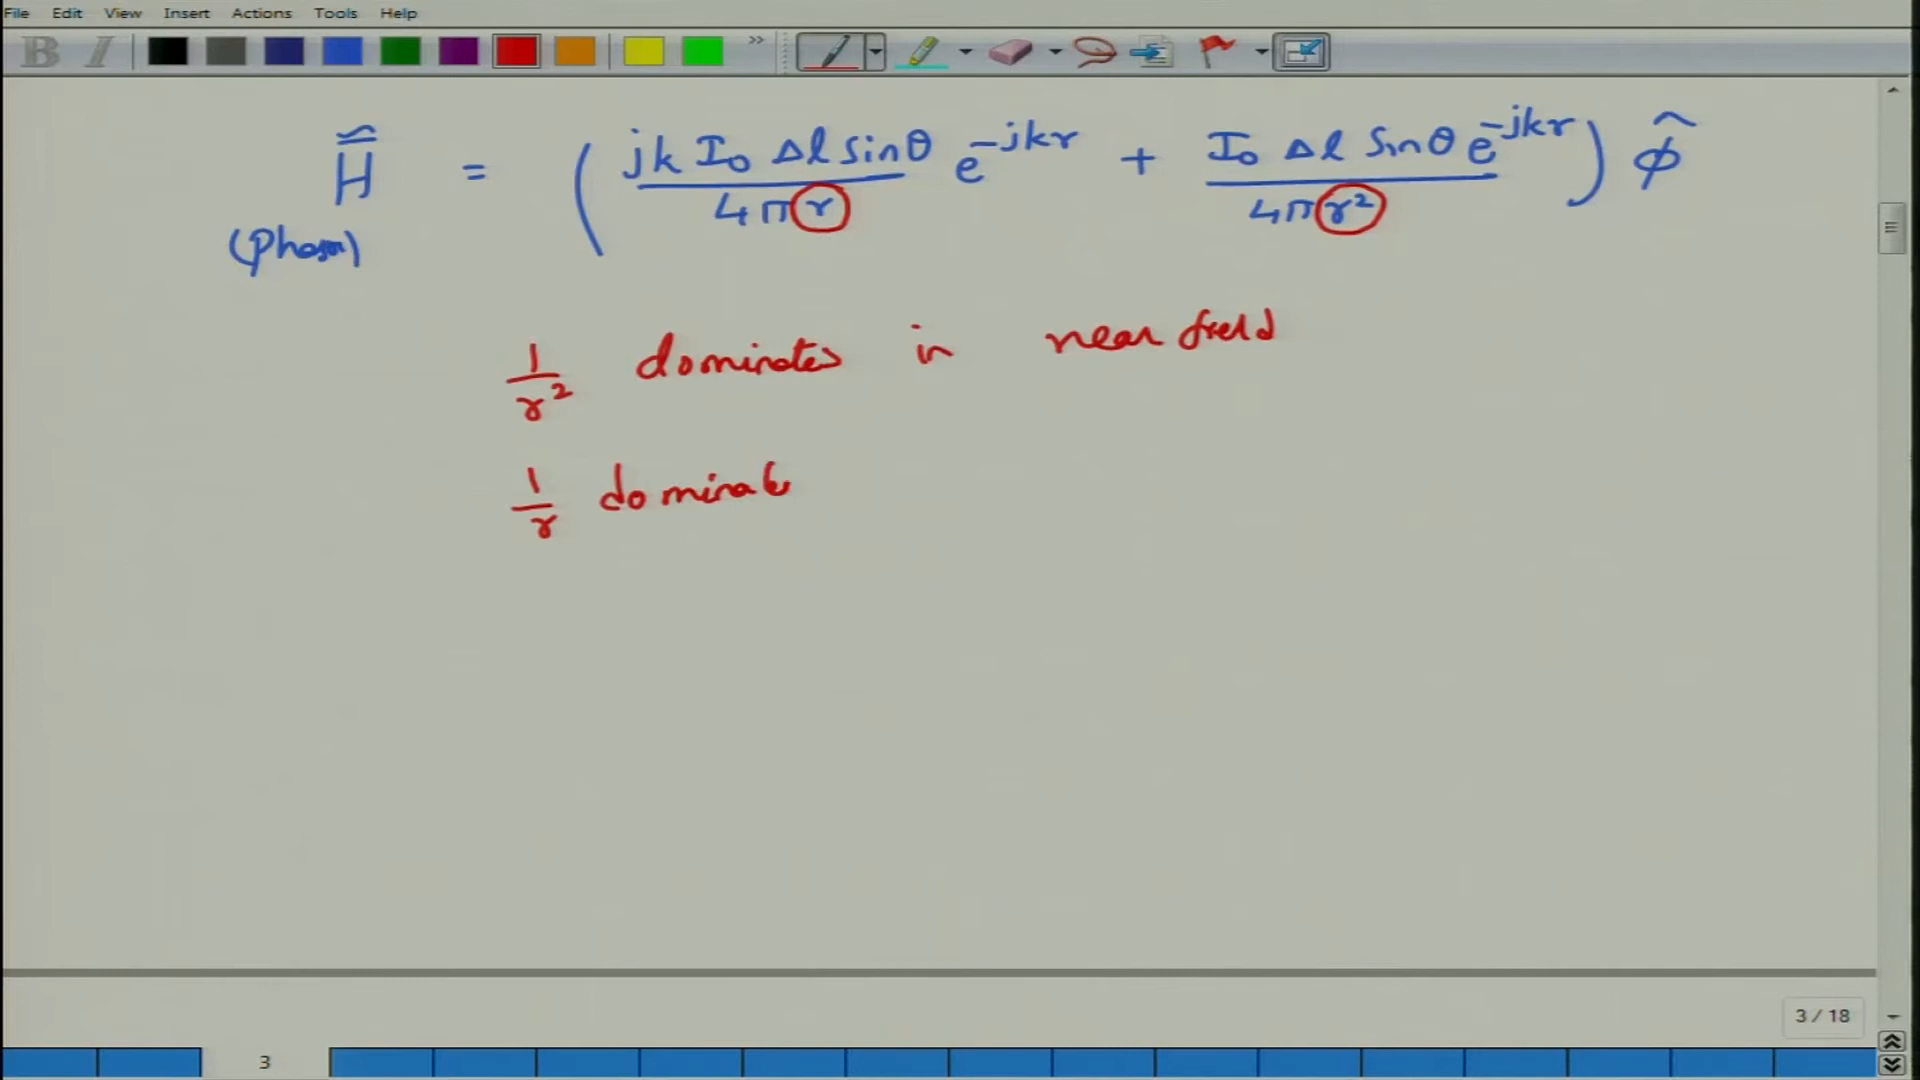 File Edit View Insert Actions Tools Help
B I
H̃ = ( jk I₀ Δl sinθ / 4π r e^{-jkr} + I₀ Δl sinθ e^{-jkr} / 4π r² ) φ̂
(Phasor)
1/r² dominates in near field
1/r dominate
3 / 18
3